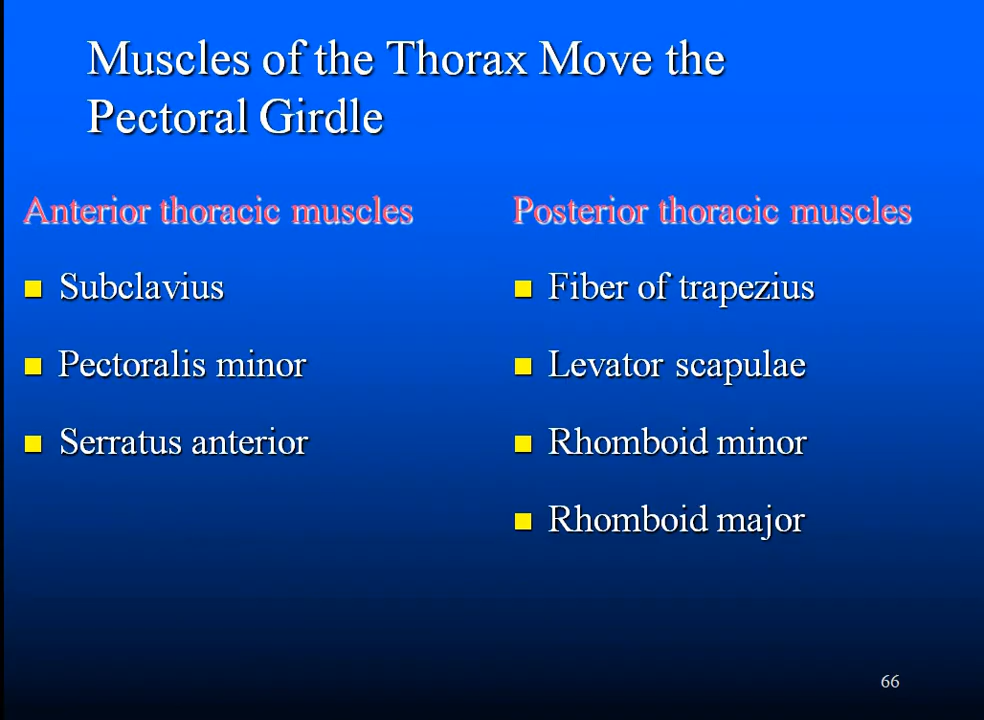 Muscles of the Thorax Move the
Pectoral Girdle
Anterior thoracic muscles
Subclavius
Pectoralis minor
Serratus anterior
Posterior thoracic muscles
Fiber of trapezius
Levator scapulae
Rhomboid minor
Rhomboid major
66